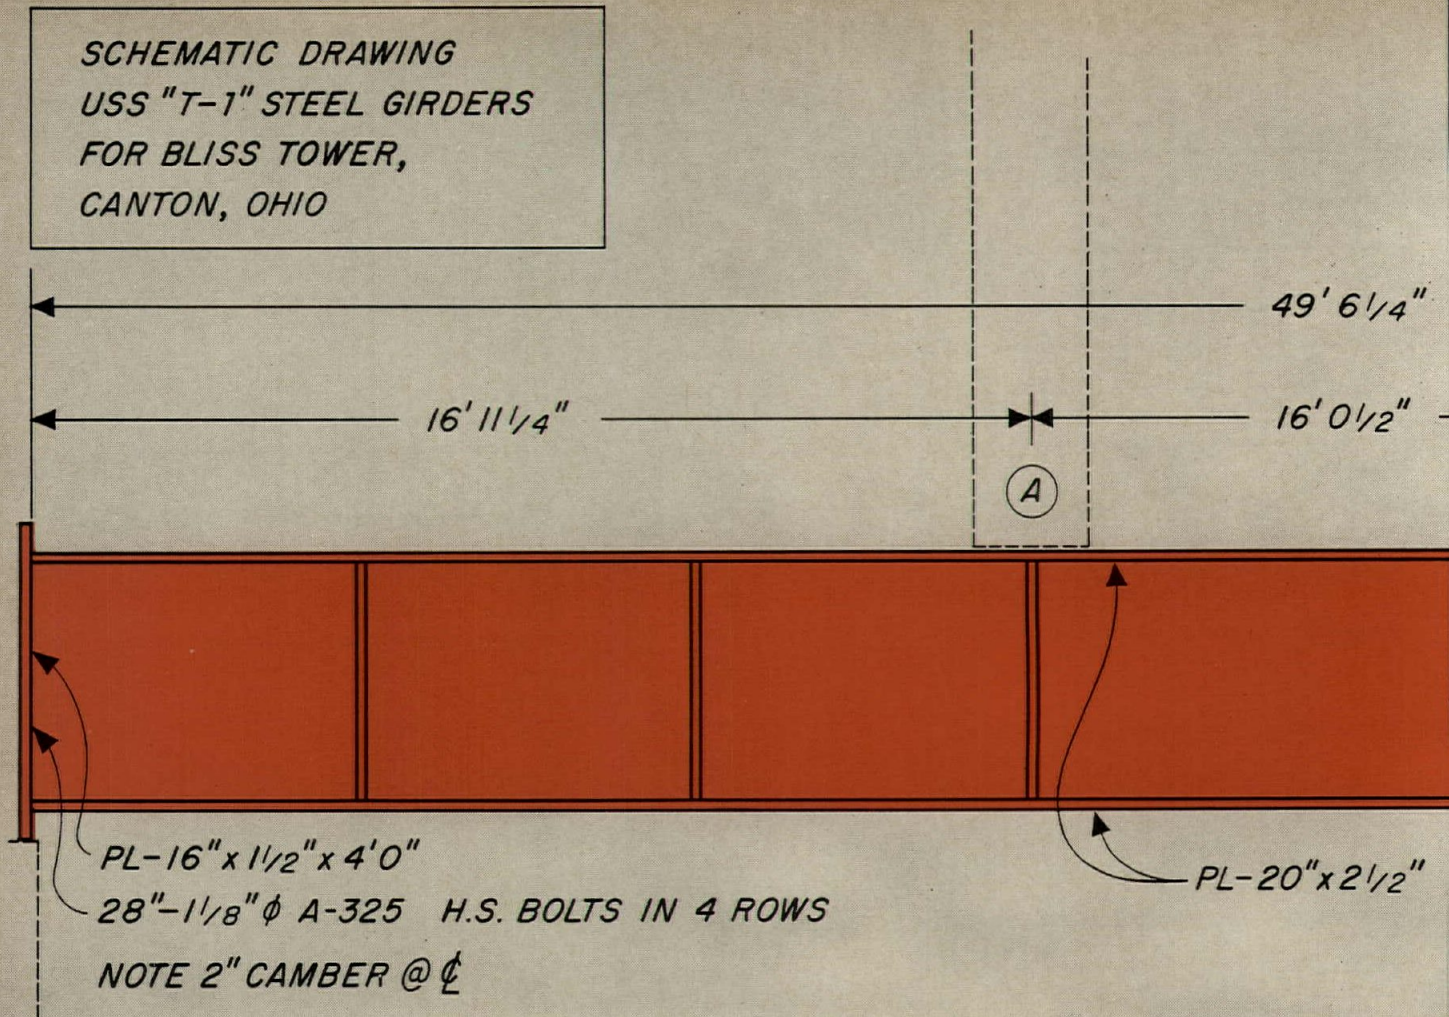 SCHEMATIC DRAWING
USS "T-1" STEEL GIRDERS
FOR BLISS TOWER,
CANTON, OHIO
49' 6 1/4"
16' 11 1/4"
16' 0 1/2"
A
PL-16" x 1 1/2" x 4'0"
28"-1 1/8" ϕ A-325 H.S. BOLTS IN 4 ROWS
NOTE 2" CAMBER @ ℄
PL-20" x 2 1/2"